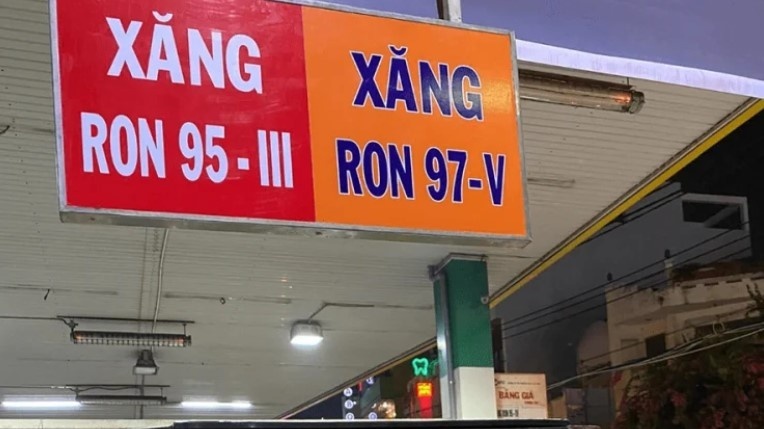 XĂNG
RON 95 - III
XĂNG
RON 97-V
BẢNG GIÁ